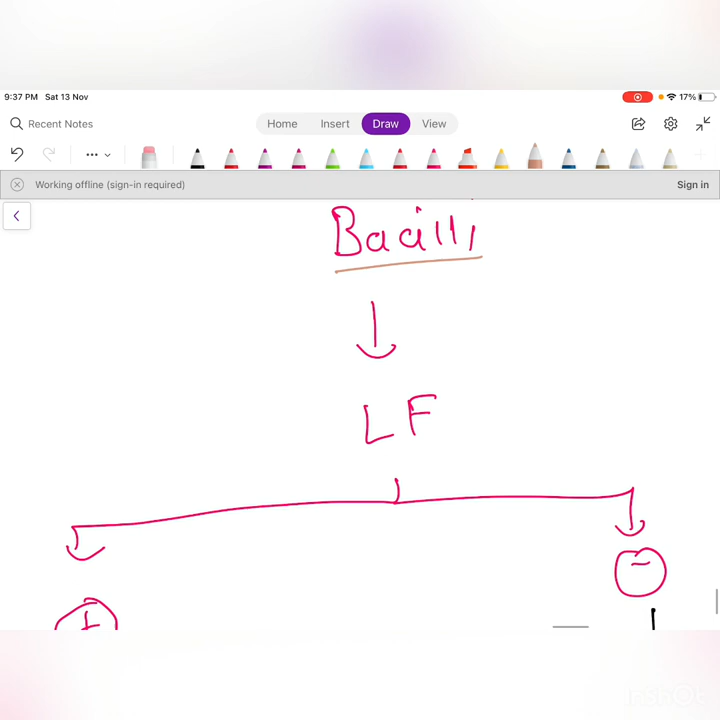 9:37 PM Sat 13 Nov
17%
Recent Notes
Home Insert Draw View
Working offline (sign-in required)
Sign in
Bacilli
LF
−
+
INSHOT